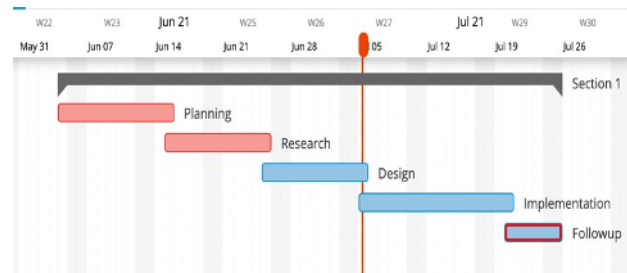 W22 W23 Jun 21 W25 W26 W27 Jul 21 W29 W30
May 31 Jun 07 Jun 14 Jun 21 Jun 28 05 Jul 12 Jul 19 Jul 26
Section 1
Planning
Research
Design
Implementation
Followup